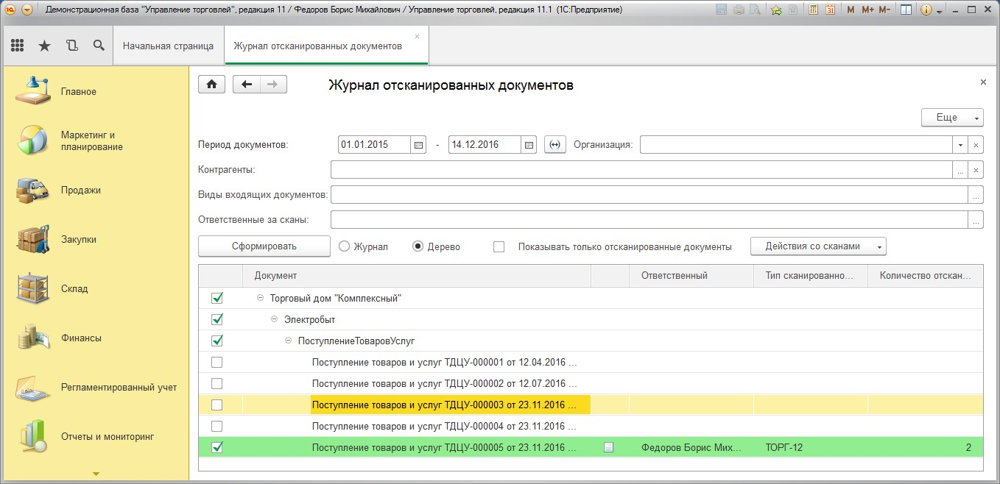 Демонстрационная база "Управление торговлей", редакция 11 / Федоров Борис Михайлович / Управление торговлей, редакция 11.1 (1С:Предприятие)
M M+ M-
Начальная страница
Журнал отсканированных документов
Главное
Маркетинг и
планирование
Продажи
Закупки
Склад
Финансы
Регламентированный учет
Отчеты и мониторинг
Журнал отсканированных документов
Еще
Период документов: 01.01.2015 - 14.12.2016 Организация:
Контрагенты:
Виды входящих документов:
Ответственные за сканы:
Сформировать Журнал Дерево Показывать только отсканированные документы Действия со сканами
Документ Ответственный Тип сканированно... Количество отскан...
Торговый дом "Комплексный"
Электробыт
ПоступлениеТоваровУслуг
Поступление товаров и услуг ТДЦУ-000001 от 12.04.2016 ...
Поступление товаров и услуг ТДЦУ-000002 от 12.07.2016 ...
Поступление товаров и услуг ТДЦУ-000003 от 23.11.2016 ...
Поступление товаров и услуг ТДЦУ-000004 от 23.11.2016 ...
Поступление товаров и услуг ТДЦУ-000005 от 23.11.2016 ... Федоров Борис Мих... ТОРГ-12 2